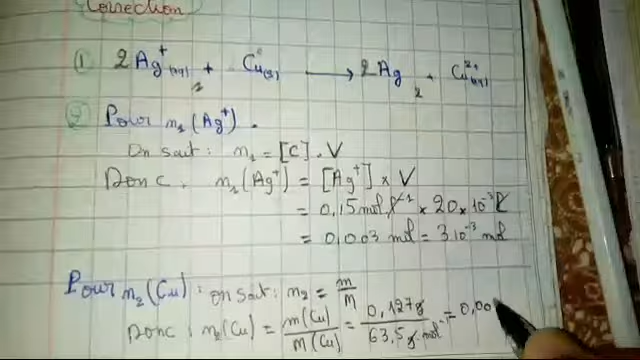 Correction
① 2Ag⁺(aq) + Cu(s) → 2Ag + Cu²⁺(aq)
② Pour n₁(Ag⁺).
On sait : n₁ = [C] . V
Donc : n₁(Ag⁺) = [Ag⁺] × V
= 0,15 mol L⁻¹ × 20 × 10⁻³ L
= 0,003 mol = 3.10⁻³ mol
Pour n₂(Cu) : on sait : n₂ = m/M
Donc : n₂(Cu) = m(Cu)/M(Cu) = 0,127g/63,5 g.mol⁻¹ = 0,00